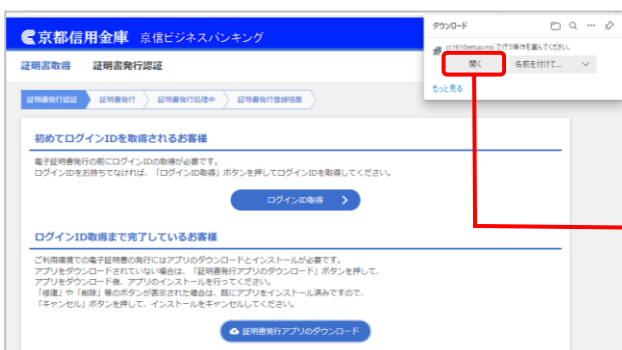 京都信用金庫 京信ビジネスバンキング
ダウンロード
cc1610setup.msi で行う操作を選んでください。
開く
名前を付けて...
もっと見る
証明書取得 証明書発行認証
証明書発行認証 証明書発行 証明書発行処理中 証明書発行登録結果
初めてログインIDを取得されるお客様
電子証明書発行の前にログインIDの取得が必要です。
ログインIDをお持ちでなければ、「ログインID取得」ボタンを押してログインIDを取得してください。
ログインID取得
ログインID取得まで完了しているお客様
ご利用環境での電子証明書の発行にはアプリのダウンロードとインストールが必要です。
アプリをダウンロードされていない場合は、「証明書発行アプリのダウンロード」ボタンを押して、
アプリをダウンロード後、アプリのインストールを行ってください。
「修復」や「削除」等のボタンが表示された場合は、既にアプリをインストール済みですので、
「キャンセル」ボタンを押して、インストールをキャンセルしてください。
証明書発行アプリのダウンロード